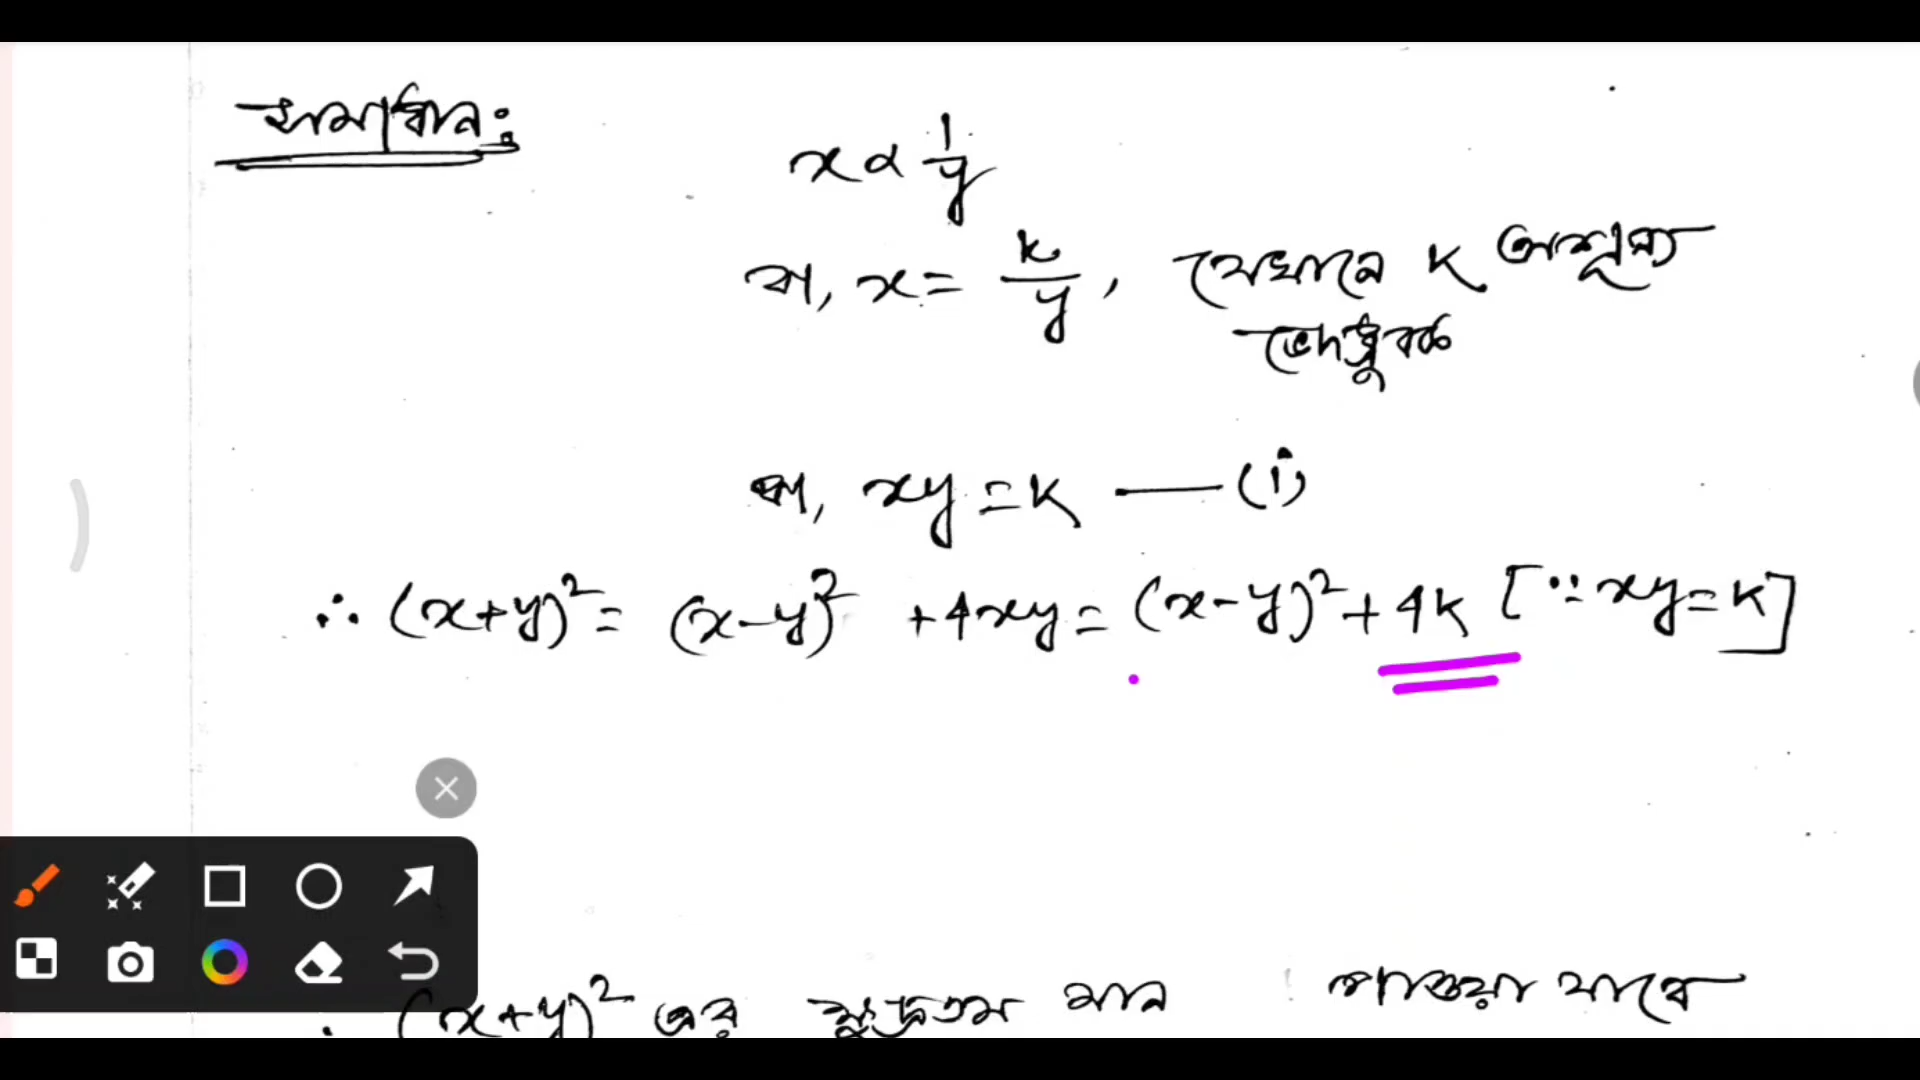 সমাধান:
x ∝ 1/y
বা, x = k/y, যেখানে K অশূন্য
ভেদধ্রুবক
বা, xy = K —— (i)
∴ (x+y)² = (x-y)² + 4xy = (x-y)² + 4K [∵ xy = K]
∴ (x+y)² এর ক্ষুদ্রতম মান পাওয়া যাবে